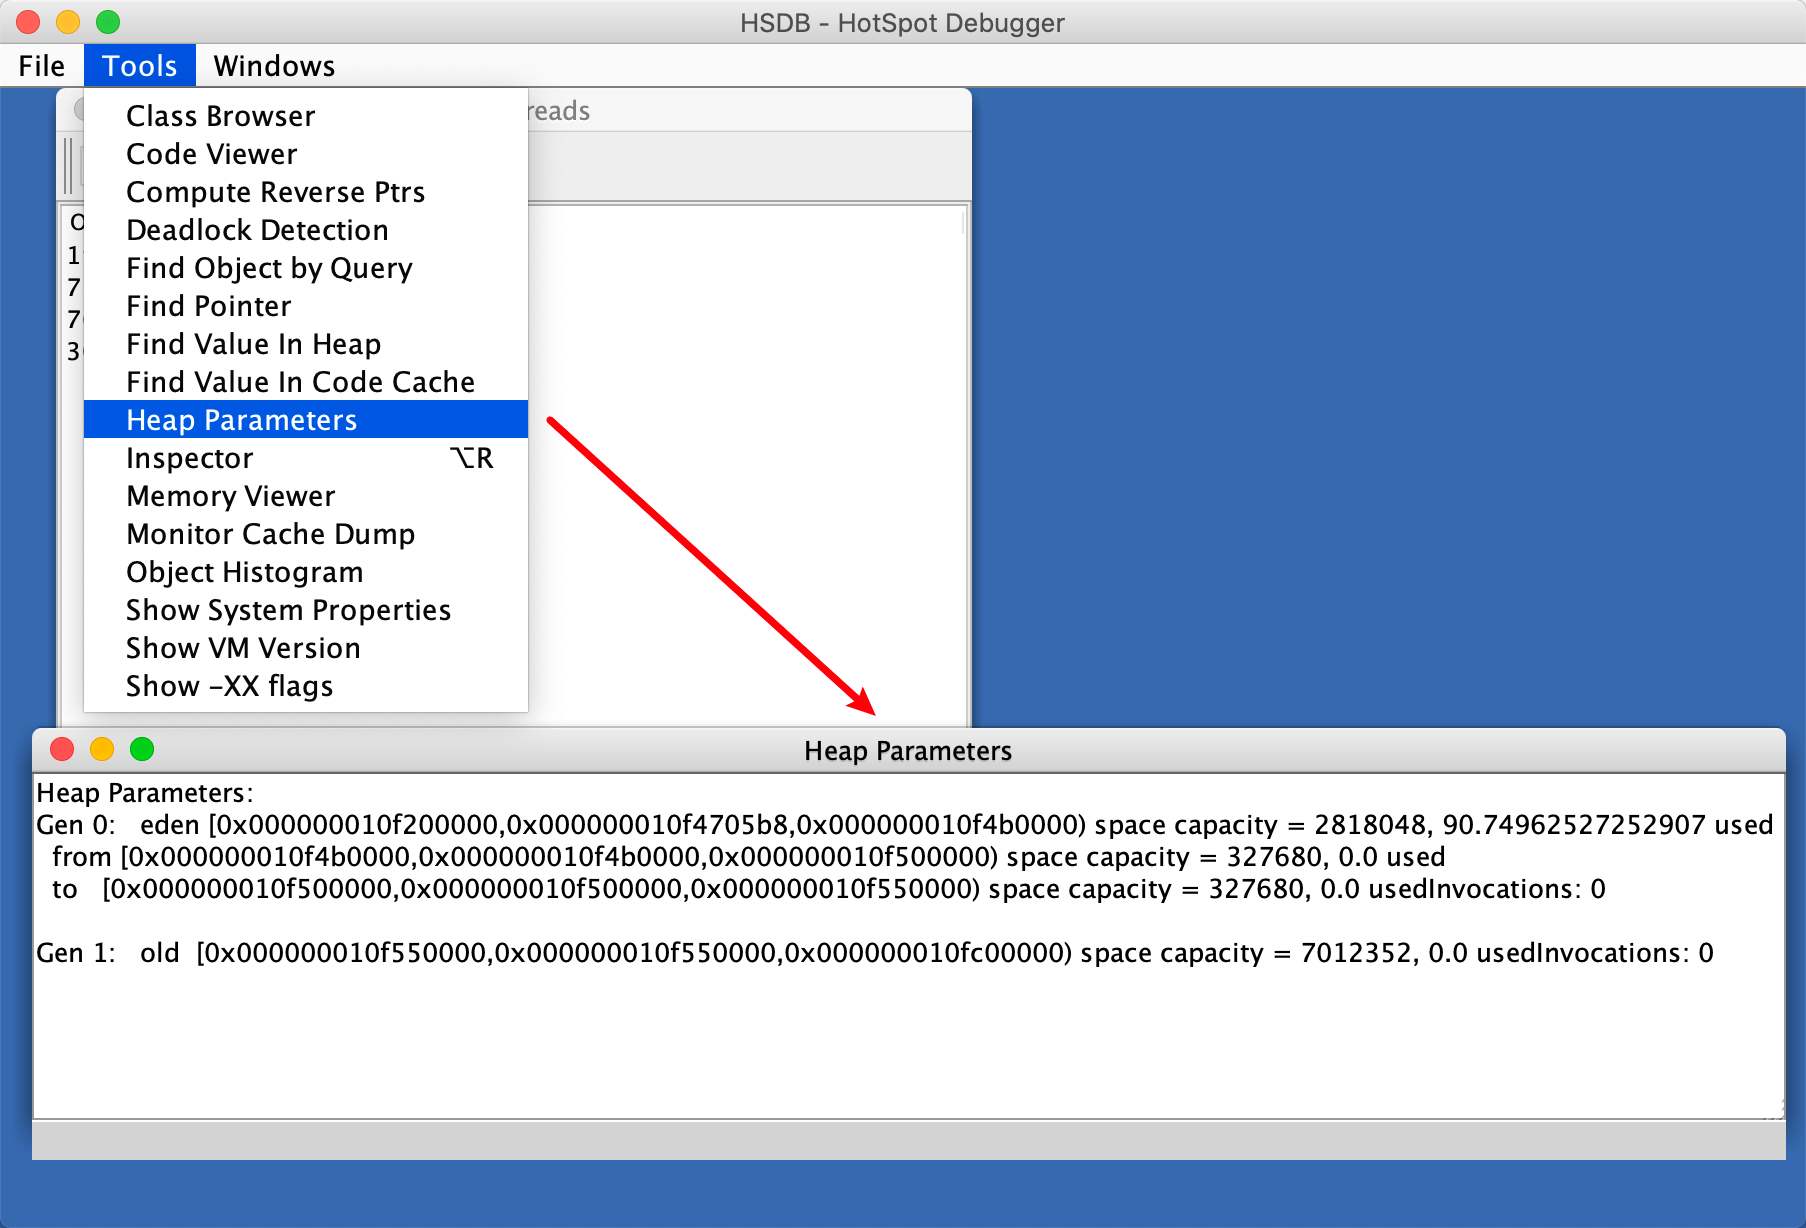 HSDB - HotSpot Debugger
File Tools Windows
Class Browser
Code Viewer
Compute Reverse Ptrs
Deadlock Detection
Find Object by Query
Find Pointer
Find Value In Heap
Find Value In Code Cache
Heap Parameters
Inspector ⌥R
Memory Viewer
Monitor Cache Dump
Object Histogram
Show System Properties
Show VM Version
Show -XX flags
Heap Parameters
Heap Parameters:
Gen 0: eden [0x000000010f200000,0x000000010f4705b8,0x000000010f4b0000) space capacity = 2818048, 90.74962527252907 used
from [0x000000010f4b0000,0x000000010f4b0000,0x000000010f500000) space capacity = 327680, 0.0 used
to [0x000000010f500000,0x000000010f500000,0x000000010f550000) space capacity = 327680, 0.0 usedInvocations: 0
Gen 1: old [0x000000010f550000,0x000000010f550000,0x000000010fc00000) space capacity = 7012352, 0.0 usedInvocations: 0